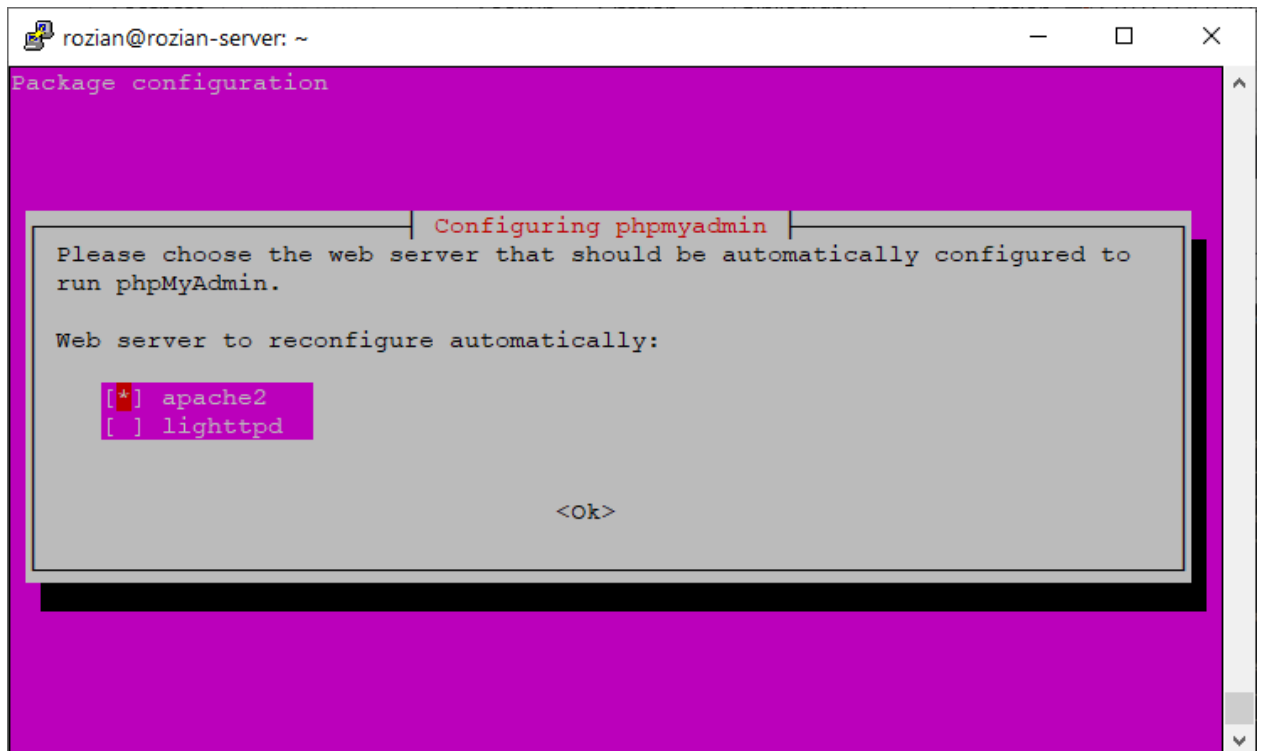 rozian@rozian-server: ~
Package configuration
Configuring phpmyadmin
Please choose the web server that should be automatically configured to
run phpMyAdmin.
Web server to reconfigure automatically:
[*] apache2
[ ] lighttpd
<Ok>